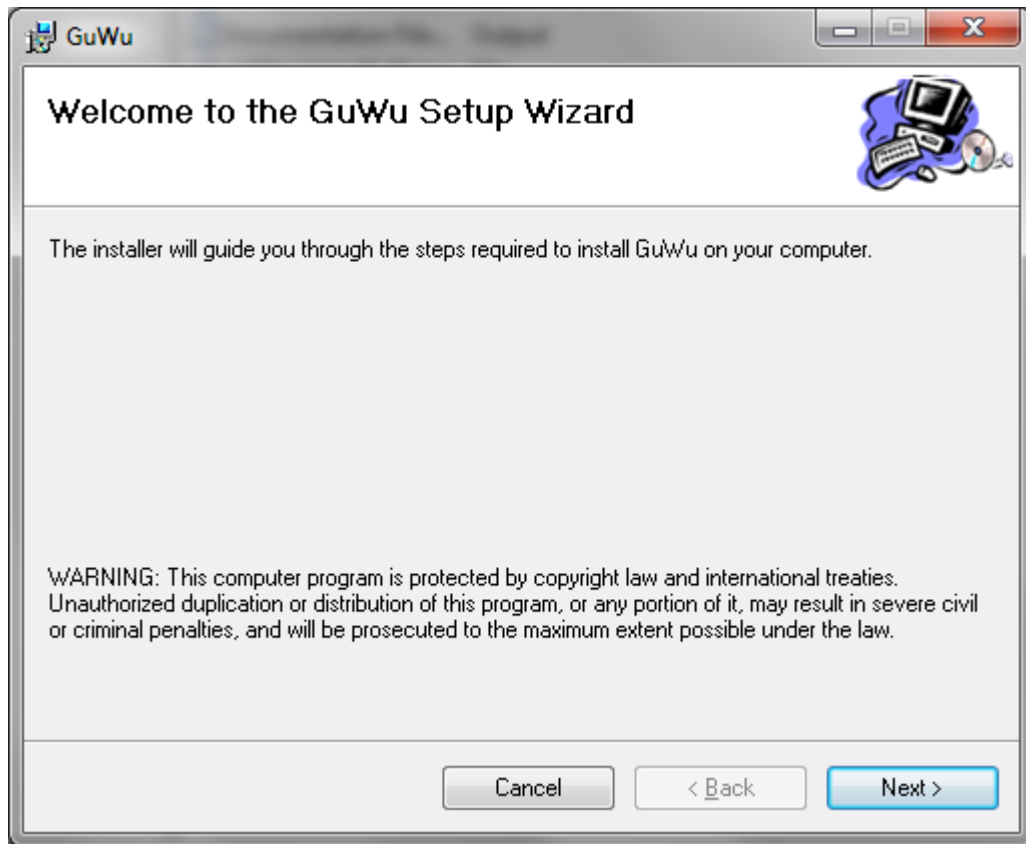 GuWu
Welcome to the GuWu Setup Wizard
The installer will guide you through the steps required to install GuWu on your computer.
WARNING: This computer program is protected by copyright law and international treaties.
Unauthorized duplication or distribution of this program, or any portion of it, may result in severe civil
or criminal penalties, and will be prosecuted to the maximum extent possible under the law.
Cancel
< Back
Next >